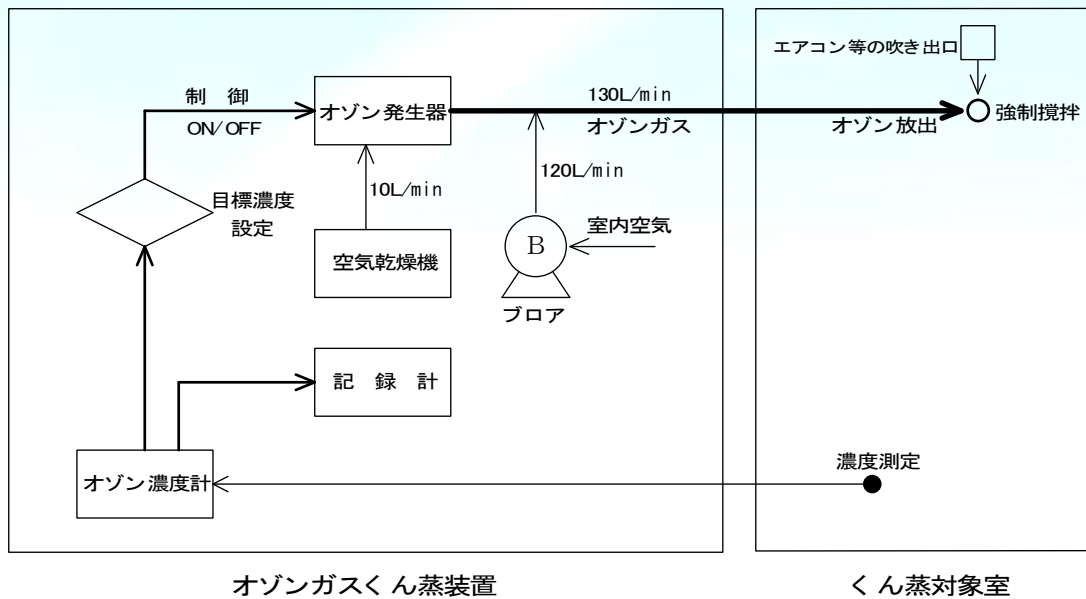 エアコン等の吹き出口
制 御
ON/OFF
オゾン発生器
130L/min
オゾンガス
オゾン放出
強制撹拌
10L/min
120L/min
目標濃度
設定
空気乾燥機
B
室内空気
ブロア
記 録 計
オゾン濃度計
濃度測定
オゾンガスくん蒸装置
くん蒸対象室